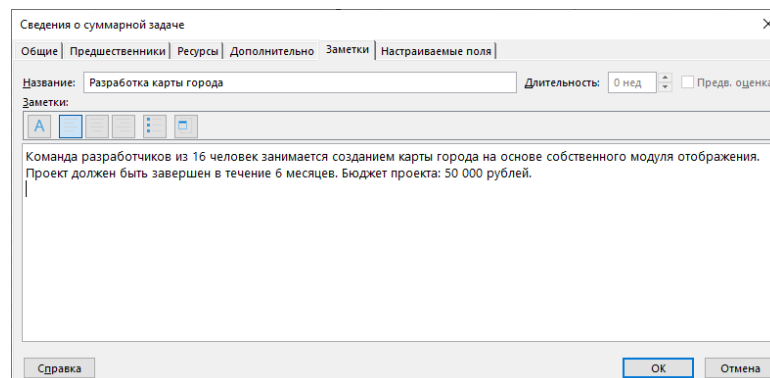 Сведения о суммарной задаче
Общие Предшественники Ресурсы Дополнительно Заметки Настраиваемые поля
Название: Разработка карты города Длительность: 0 нед Предв. оценка
Заметки:
A
Команда разработчиков из 16 человек занимается созданием карты города на основе собственного модуля отображения.
Проект должен быть завершен в течение 6 месяцев. Бюджет проекта: 50 000 рублей.
Справка ОК Отмена